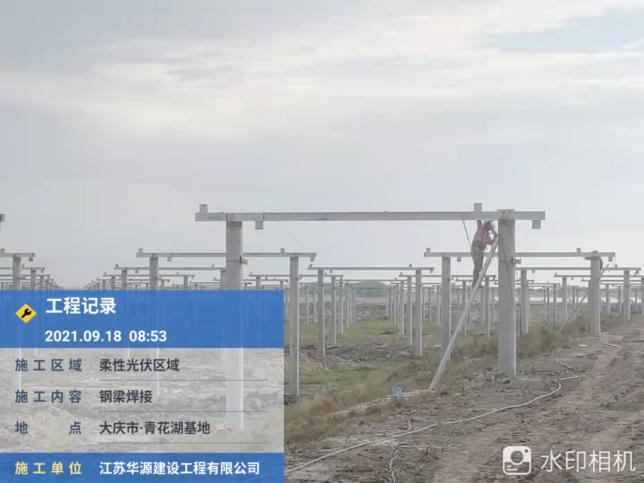 工程记录
2021.09.18 08:53
施工区域 柔性光伏区域
施工内容 钢梁焊接
地点 大庆市·青花湖基地
施工单位 江苏华源建设工程有限公司
水印相机